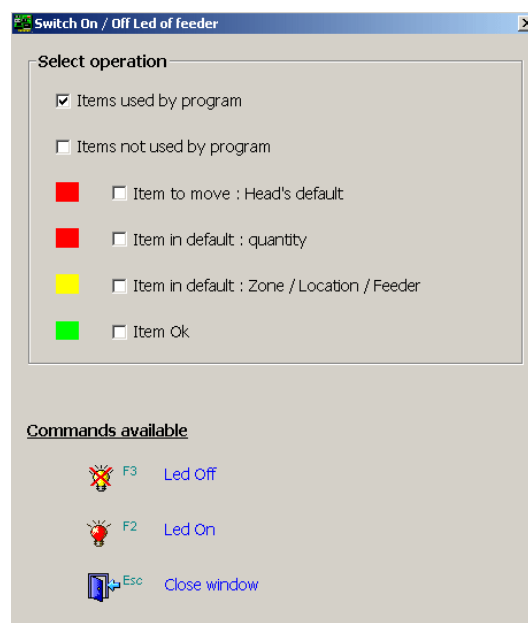 Switch On / Off Led of feeder
Select operation
Items used by program
Items not used by program
Item to move : Head's default
Item in default : quantity
Item in default : Zone / Location / Feeder
Item Ok
Commands available
F3 Led Off
F2 Led On
Esc Close window